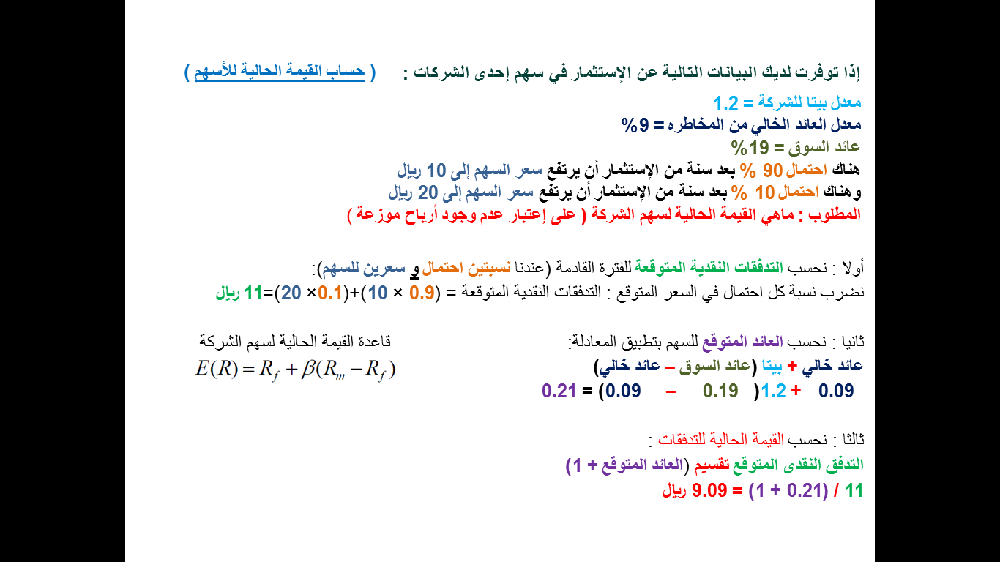 إذا توفرت لديك البيانات التالية عن الإستثمار في سهم إحدى الشركات : ( حساب القيمة الحالية للأسهم )
معدل بيتا للشركة = 1.2
معدل العائد الخالي من المخاطره = 9%
عائد السوق = 19%
هناك احتمال 90 % بعد سنة من الإستثمار أن يرتفع سعر السهم إلى 10 ريال
وهناك احتمال 10 % بعد سنة من الإستثمار أن يرتفع سعر السهم إلى 20 ريال
المطلوب : ماهي القيمة الحالية لسهم الشركة ( على إعتبار عدم وجود أرباح موزعة )
أولا : نحسب التدفقات النقدية المتوقعة للفترة القادمة (عندنا نسبتين احتمال و سعرين للسهم):
نضرب نسبة كل احتمال في السعر المتوقع : التدفقات النقدية المتوقعة = (0.9 × 10)+(0.1× 20)=11 ريال
ثانيا : نحسب العائد المتوقع للسهم بتطبيق المعادلة:
عائد خالي + بيتا (عائد السوق – عائد خالي)
0.09 + 1.2( 0.19 – 0.09) = 0.21
قاعدة القيمة الحالية لسهم الشركة
E(R) = R_f + β(R_m − R_f)
ثالثا : نحسب القيمة الحالية للتدفقات :
التدفق النقدى المتوقع تقسيم (العائد المتوقع + 1)
11 / (0.21 + 1) = 9.09 ريال